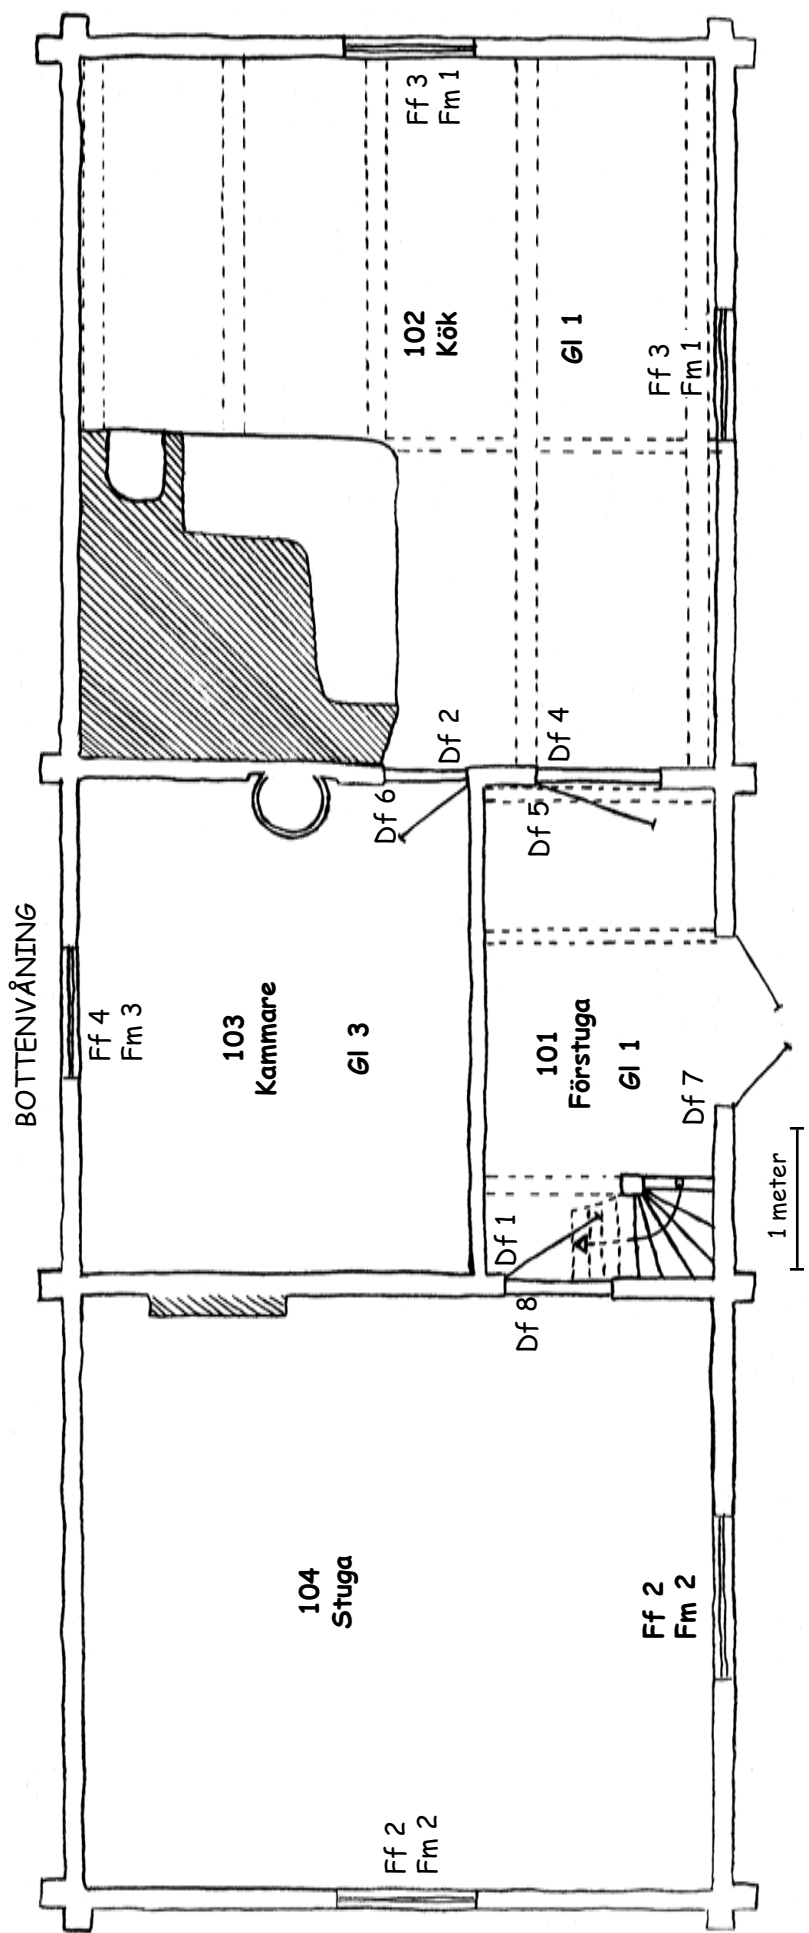 BOTTENVÅNING
Ff 2
Fm 2
104
Stuga
Ff 2
Fm 2
Df 8
Df 1
Ff 4
Fm 3
103
Kammare
Gl 3
101
Förstuga
Gl 1
Df 7
Df 6
Df 2
Df 5
Df 4
102
Kök
Gl 1
Ff 3
Fm 1
Ff 3
Fm 1
1 meter